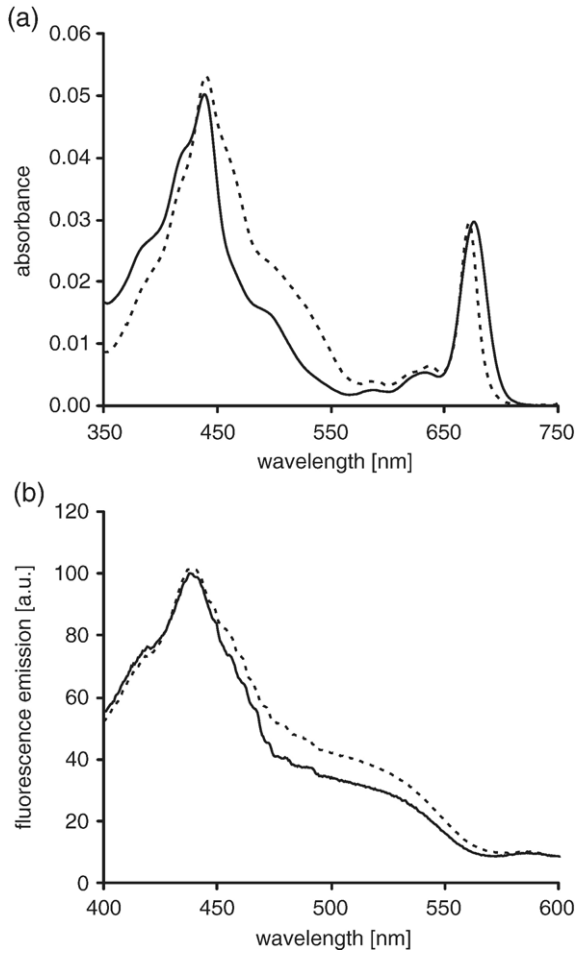 (a)
0.06
0.05
0.04
0.03
0.02
0.01
0.00
absorbance
350 450 550 650 750
wavelength [nm]
(b)
120
100
80
60
40
20
0
fluorescence emission [a.u.]
400 450 500 550 600
wavelength [nm]